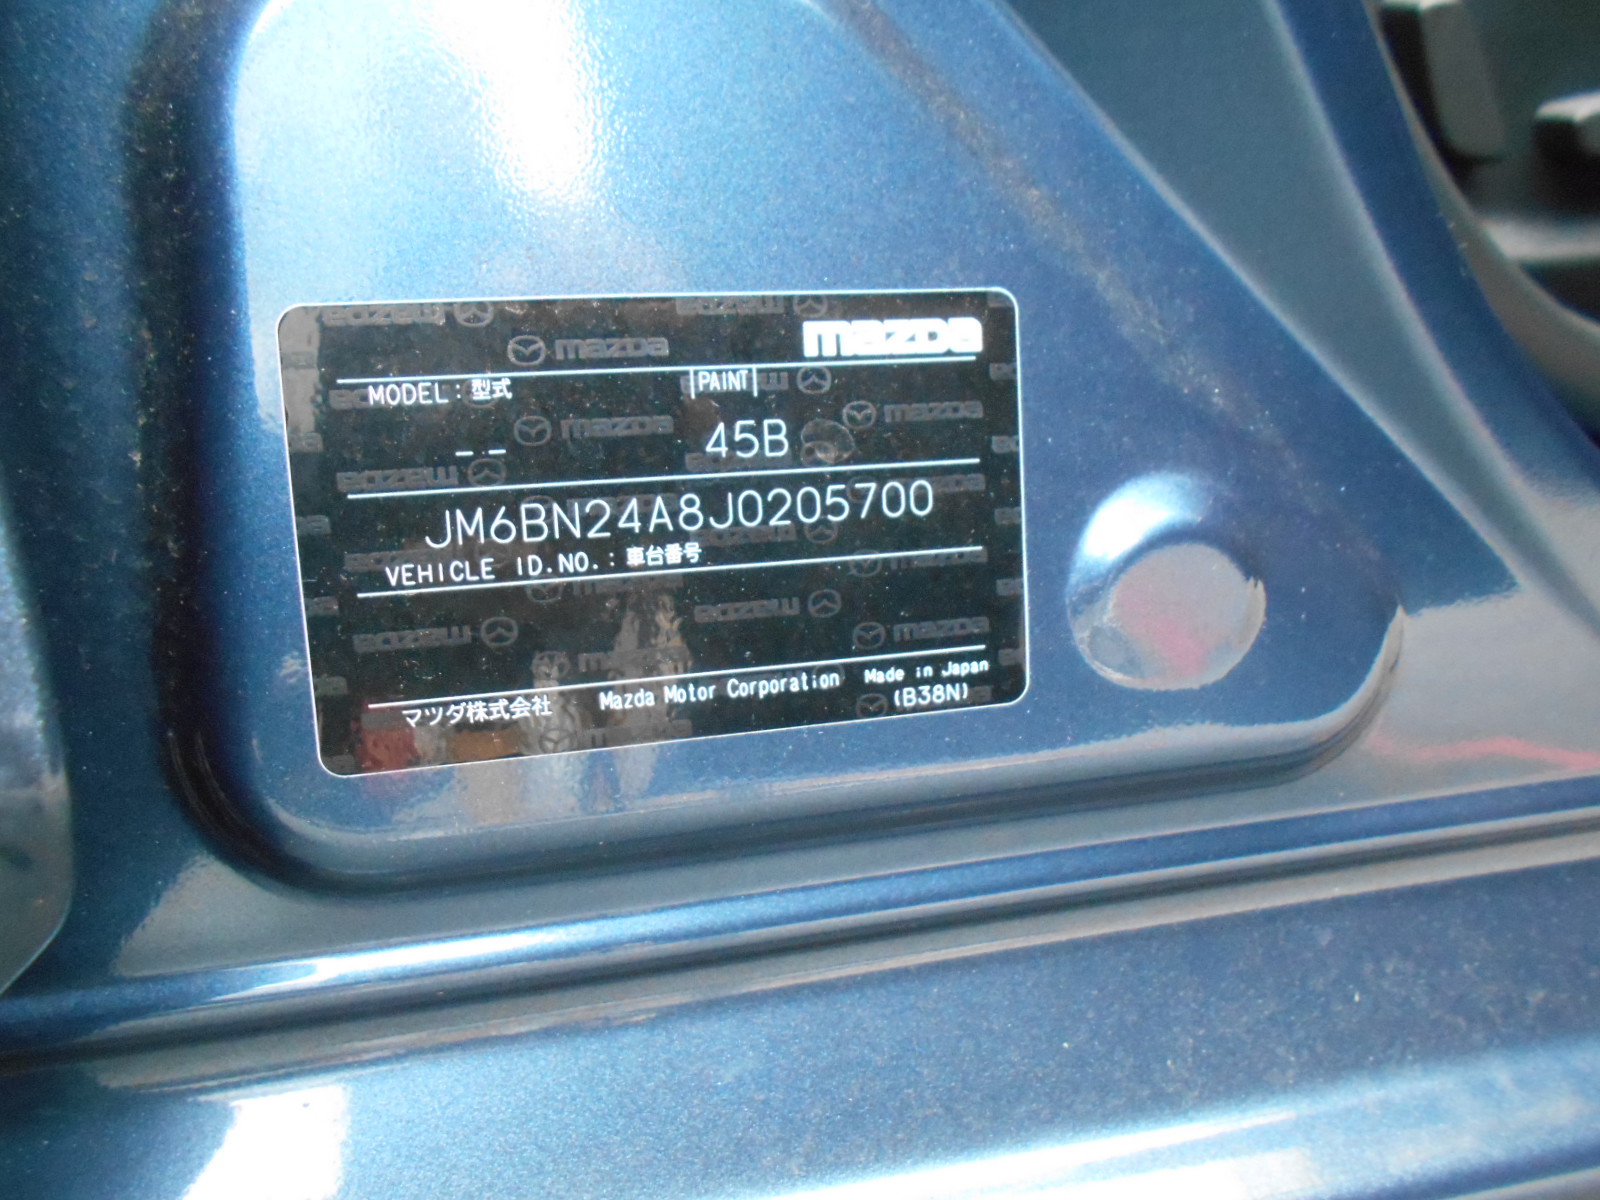 mazda
MODEL: 型式
PAINT
-- 45B
JM6BN24A8J0205700
VEHICLE ID.NO.: 車台番号
マツダ株式会社 Mazda Motor Corporation Made in Japan
(B38N)